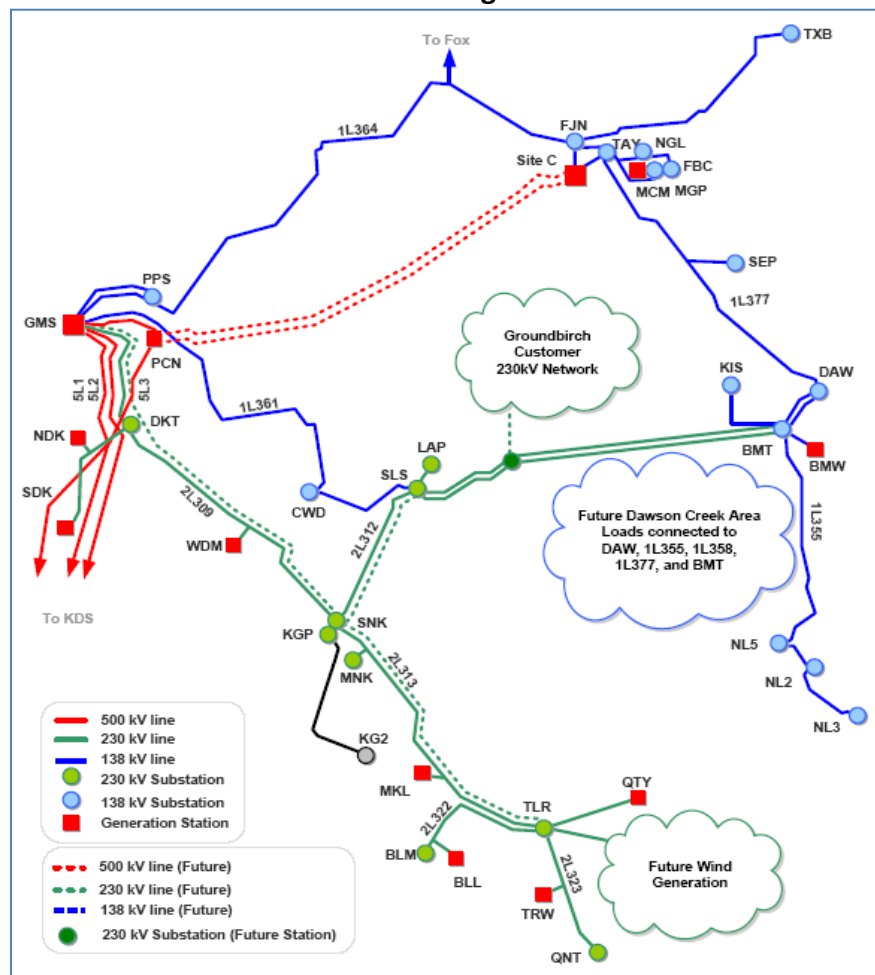 To Fox
TXB
1L364
FJN
TAY
NGL
Site C
FBC
MCM
MGP
PPS
SEP
1L377
GMS
PCN
Groundbirch
Customer
230kV Network
5L1
5L2
5L3
1L361
KIS
DAW
NDK
DKT
LAP
SLS
BMT
BMW
SDK
2L309
CWD
2L312
WDM
Future Dawson Creek Area
Loads connected to
DAW, 1L355, 1L358,
1L377, and BMT
1L355
To KDS
SNK
KGP
MNK
2L313
NL5
NL2
NL3
KG2
MKL
TLR
QTY
2L322
BLM
BLL
2L323
TRW
QNT
Future Wind
Generation
500 kV line
230 kV line
138 kV line
230 kV Substation
138 kV Substation
Generation Station
500 kV line (Future)
230 kV line (Future)
138 kV line (Future)
230 kV Substation (Future Station)